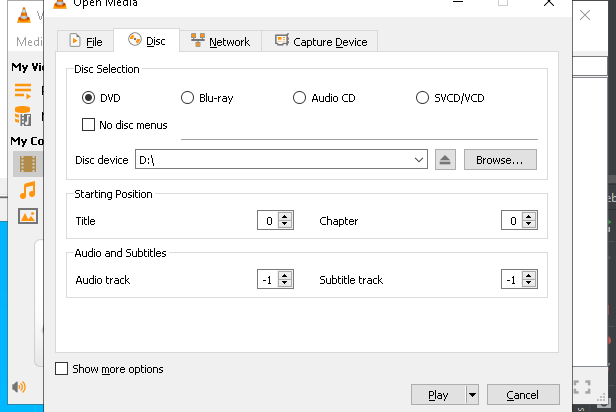 Open Media
Medi
File
Disc
Network
Capture Device
My Vi
Disc Selection
DVD
Blu-ray
Audio CD
SVCD/VCD
No disc menus
My Co
Disc device
D:\
Browse...
Starting Position
Title
0
Chapter
0
Audio and Subtitles
Audio track
-1
Subtitle track
-1
Show more options
Play
Cancel